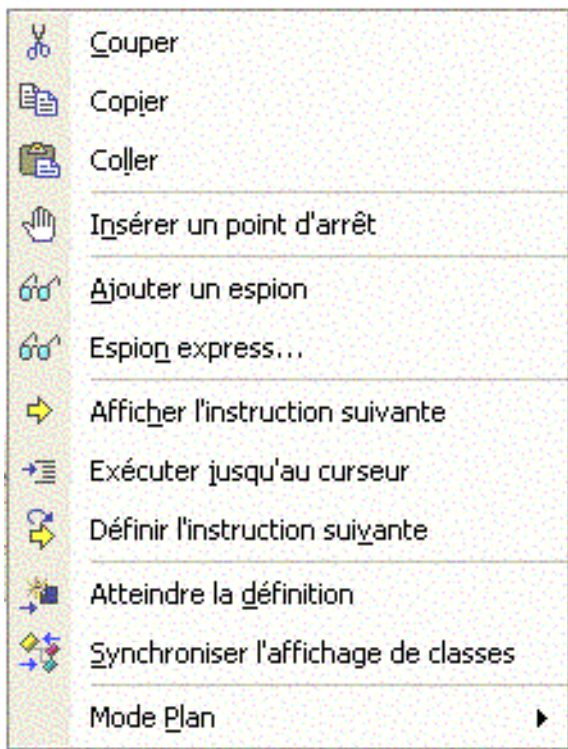 Couper
Copier
Coller
Insérer un point d'arrêt
Ajouter un espion
Espion express...
Afficher l'instruction suivante
Exécuter jusqu'au curseur
Définir l'instruction suivante
Atteindre la définition
Synchroniser l'affichage de classes
Mode Plan